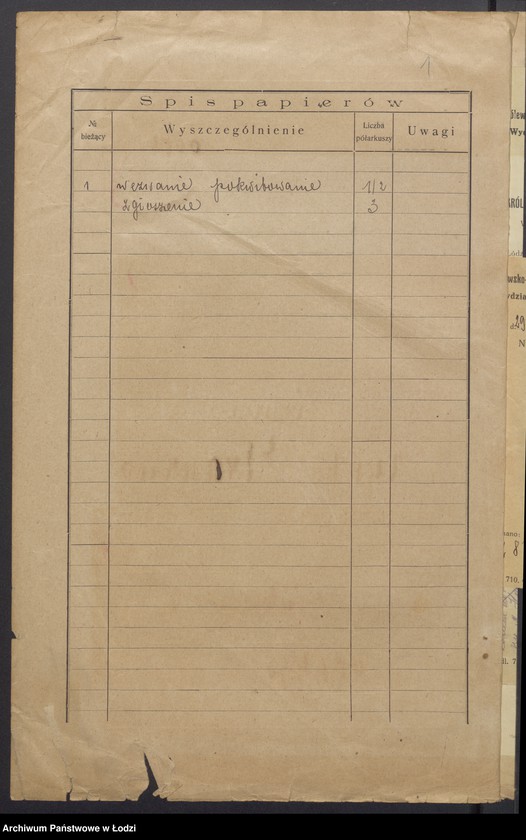 1
Spis papierów
№ bieżący
Wyszczególnienie
Liczba półarkuszy
Uwagi
1 wezwanie pokwitowanie 1/2
zgłoszenie 3
710.
Archiwum Państwowe w Łodzi